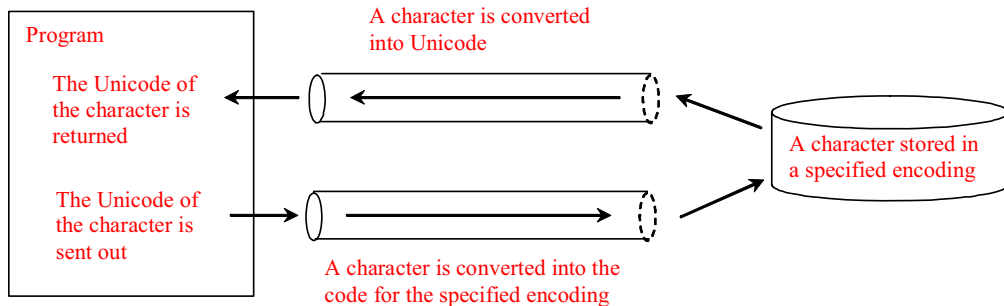 Program
A character is converted
into Unicode
The Unicode of
the character is
returned
A character stored in
a specified encoding
The Unicode of
the character is
sent out
A character is converted into the
code for the specified encoding